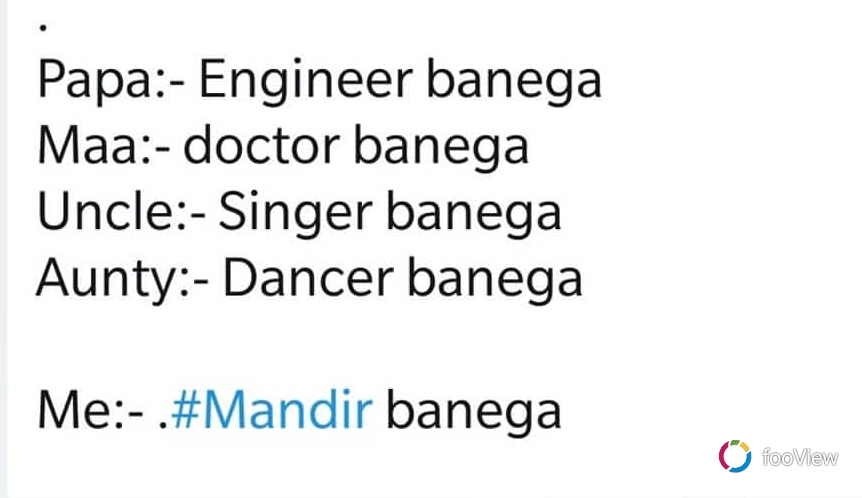 .
Papa:- Engineer banega
Maa:- doctor banega
Uncle:- Singer banega
Aunty:- Dancer banega
Me:- .#Mandir banega
fooView